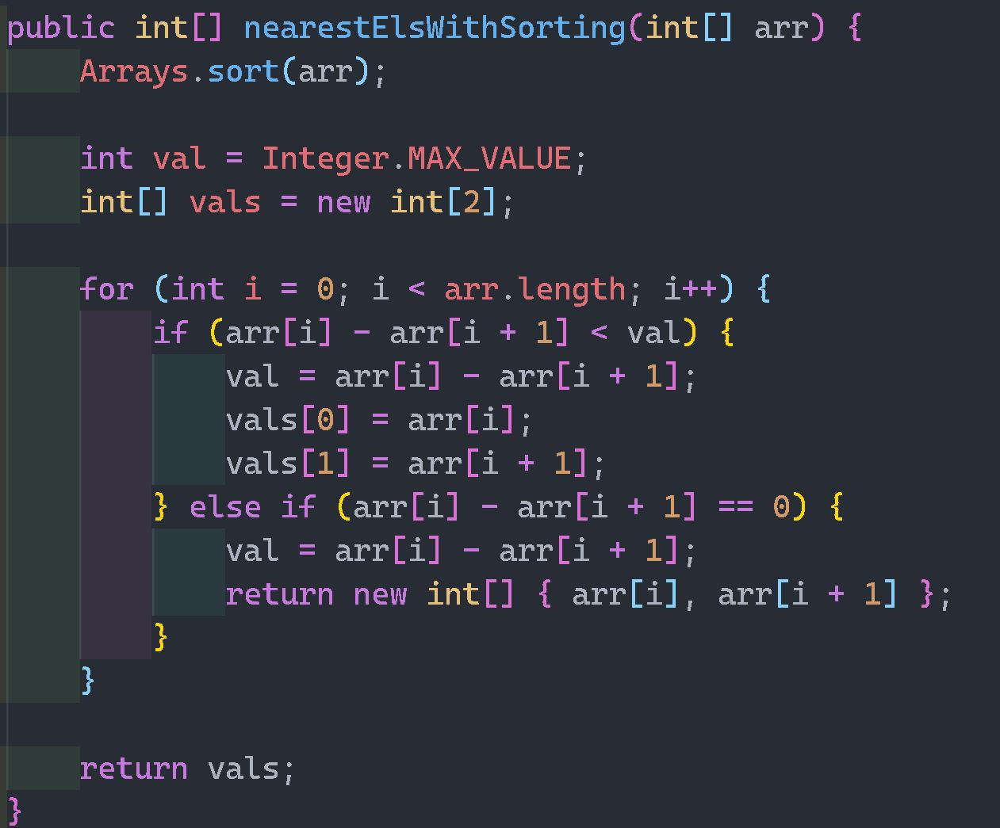 public int[] nearestElsWithSorting(int[] arr) {
    Arrays.sort(arr);

    int val = Integer.MAX_VALUE;
    int[] vals = new int[2];

    for (int i = 0; i < arr.length; i++) {
        if (arr[i] - arr[i + 1] < val) {
            val = arr[i] - arr[i + 1];
            vals[0] = arr[i];
            vals[1] = arr[i + 1];
        } else if (arr[i] - arr[i + 1] == 0) {
            val = arr[i] - arr[i + 1];
            return new int[] { arr[i], arr[i + 1] };
        }
    }

    return vals;
}